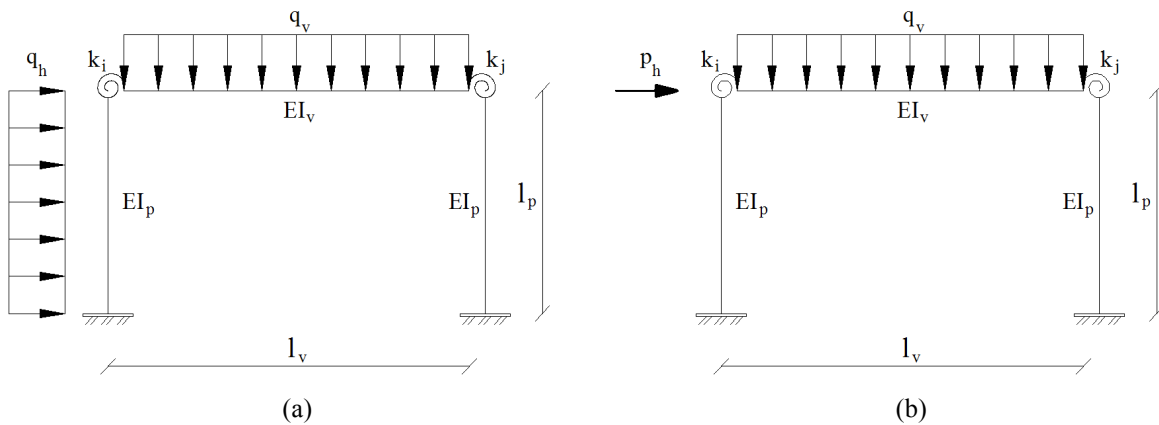 q_v q_v
k_i k_j k_i k_j
q_h p_h
EI_v EI_v
EI_p EI_p l_p EI_p EI_p l_p
l_v l_v
(a) (b)